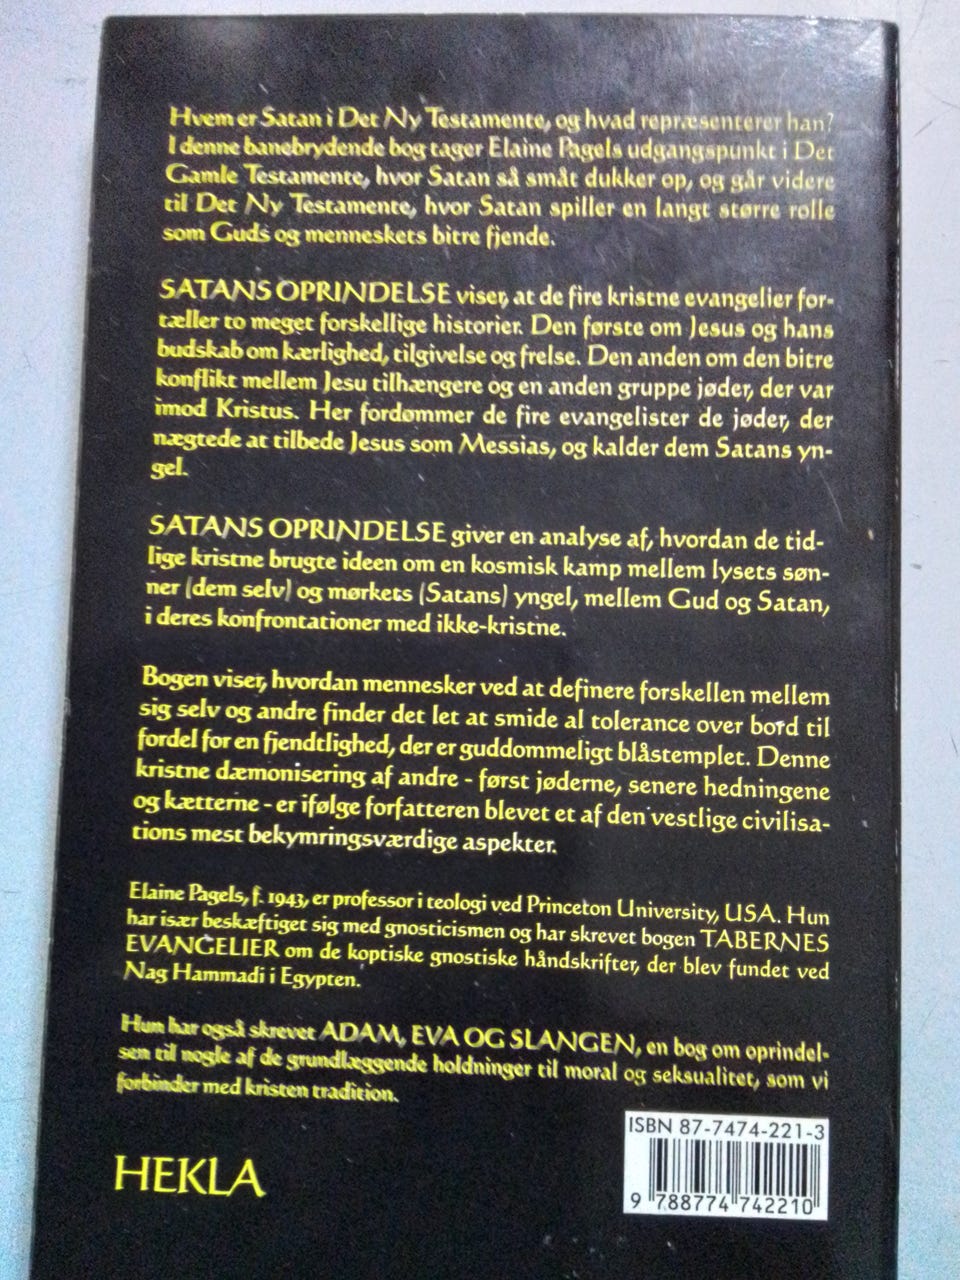 Hvem er Satan i Det Ny Testamente, og hvad repræsenterer han?
I denne banebrydende bog tager Elaine Pagels udgangspunkt i Det
Gamle Testamente, hvor Satan så småt dukker op, og går videre
til Det Ny Testamente, hvor Satan spiller en langt større rolle
som Guds og menneskets bitre fjende.
SATANS OPRINDELSE viser, at de fire kristne evangelier for-
tæller to meget forskellige historier. Den første om Jesus og hans
budskab om kærlighed, tilgivelse og frelse. Den anden om den bitre
konflikt mellem Jesu tilhængere og en anden gruppe jøder, der var
imod Kristus. Her fordømmer de fire evangelister de jøder, der
nægtede at tilbede Jesus som Messias, og kalder dem Satans yn-
gel.
SATANS OPRINDELSE giver en analyse af, hvordan de tid-
lige kristne brugte ideen om en kosmisk kamp mellem lysets søn-
ner (dem selv) og mørkets (Satans) yngel, mellem Gud og Satan,
i deres konfrontationer med ikke-kristne.
Bogen viser, hvordan mennesker ved at definere forskellen mellem
sig selv og andre finder det let at smide al tolerance over bord til
fordel for en fjendtlighed, der er guddommeligt blåstemplet. Denne
kristne dæmonisering af andre - først jøderne, senere hedningene
og kætterne - er ifølge forfatteren blevet et af den vestlige civilisa-
tions mest bekymringsværdige aspekter.
Elaine Pagels, f. 1943, er professor i teologi ved Princeton University, USA. Hun
har især beskæftiget sig med gnosticismen og har skrevet bogen TABERNES
EVANGELIER om de koptiske gnostiske håndskrifter, der blev fundet ved
Nag Hammadi i Egypten.
Hun har også skrevet ADAM, EVA OG SLANGEN, en bog om oprindel-
sen til nogle af de grundlæggende holdninger til moral og seksualitet, som vi
forbinder med kristen tradition.
ISBN 87-7474-221-3
9 788774 742210
HEKLA